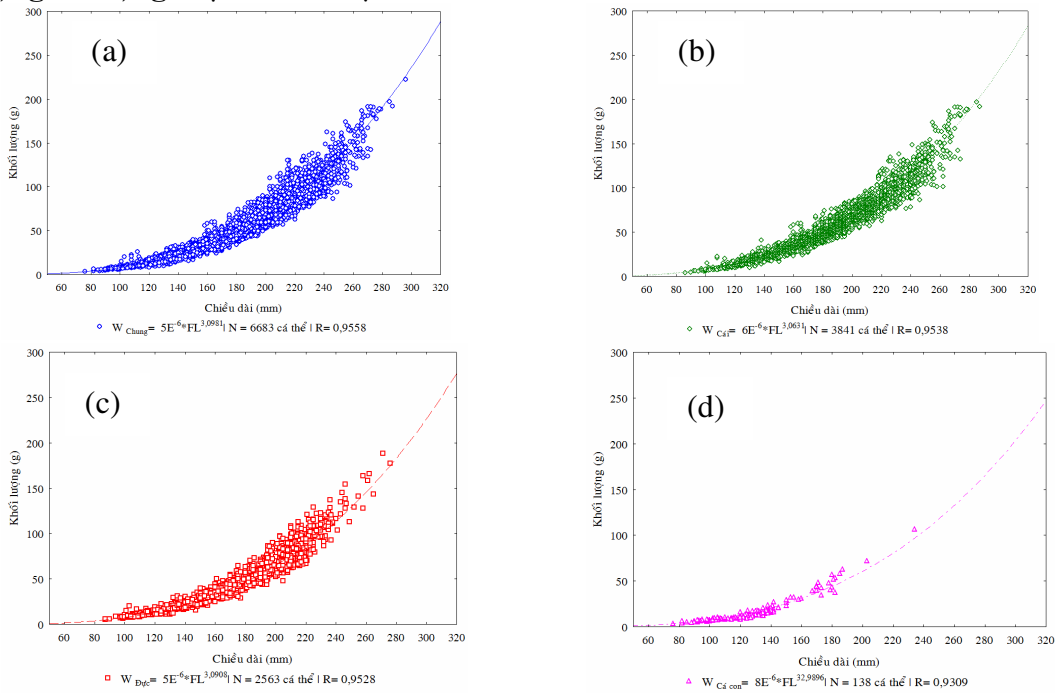 (a)
300
250
200
150
100
50
0
Khối lượng (g)
60 80 100 120 140 160 180 200 220 240 260 280 300 320
Chiều dài (mm)
W Chung= 5E-6*FL3,0981| N = 6683 cá thể | R= 0,9558
(b)
300
250
200
150
100
50
0
Khối lượng (g)
60 80 100 120 140 160 180 200 220 240 260 280 300 320
Chiều dài (mm)
W Cái= 6E-6*FL3,0631| N = 3841 cá thể | R= 0,9538
(c)
300
250
200
150
100
50
0
Khối lượng (g)
60 80 100 120 140 160 180 200 220 240 260 280 300 320
Chiều dài (mm)
W Đực= 5E-6*FL3,0908| N = 2563 cá thể | R= 0,9528
(d)
300
250
200
150
100
50
0
Khối lượng (g)
60 80 100 120 140 160 180 200 220 240 260 280 300 320
Chiều dài (mm)
W Cá con= 8E-6*FL32,9896| N = 138 cá thể | R= 0,9309